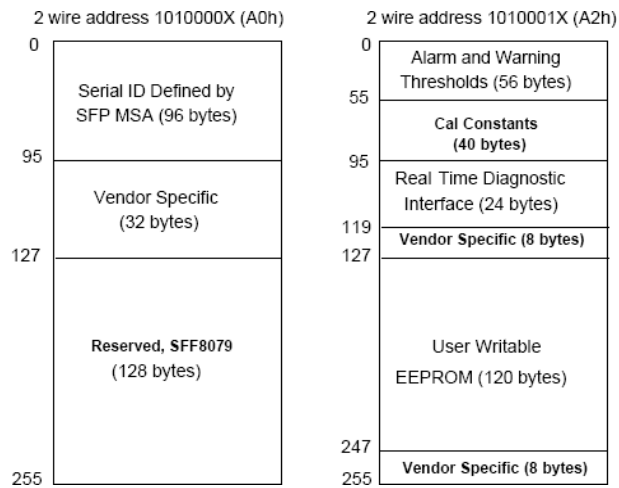 2 wire address 1010000X (A0h)
0
Serial ID Defined by
SFP MSA (96 bytes)
95
Vendor Specific
(32 bytes)
127
Reserved, SFF8079
(128 bytes)
255
2 wire address 1010001X (A2h)
0
Alarm and Warning
Thresholds (56 bytes)
55
Cal Constants
(40 bytes)
95
Real Time Diagnostic
Interface (24 bytes)
119
Vendor Specific (8 bytes)
127
User Writable
EEPROM (120 bytes)
247
Vendor Specific (8 bytes)
255